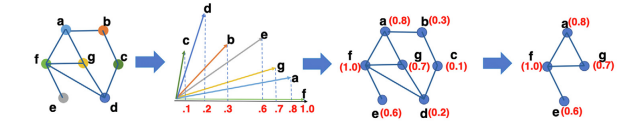 a b
f g c
e d
d
c b e
g
a
f
.1 .2 .3 .6 .7 .8 1.0
a (0.8) b (0.3)
f g c
(1.0) (0.7) (0.1)
e (0.6) d (0.2)
a (0.8)
f g
(1.0) (0.7)
e (0.6)